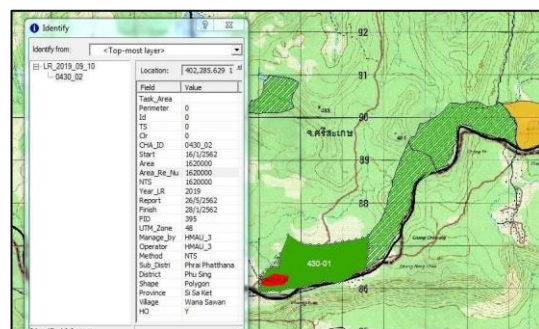 Identify
Identify from: <Top-most layer>
LR_2019_09_10
0430_02
Location: 402,285.629 1
Field Value
Task_Area
Perimeter 0
Id 0
TS 0
Clr 0
CHA_ID 0430_02
Start 16/1/2562
Area 1620000
Area_Re_Nu 1620000
NTS 1620000
Year_LR 2019
Report 26/5/2562
Finish 28/1/2562
FID 395
UTM_Zone 48
Manage_by HMAU_3
Operator HMAU_3
Method NTS
Sub_Distri Phrai Phatthana
District Phu Sing
Shape Polygon
Province Si Sa Ket
Village Wana Sawan
HO Y
92
91
90
89
88
87
86
จ.ศรีสะเกษ
430-01